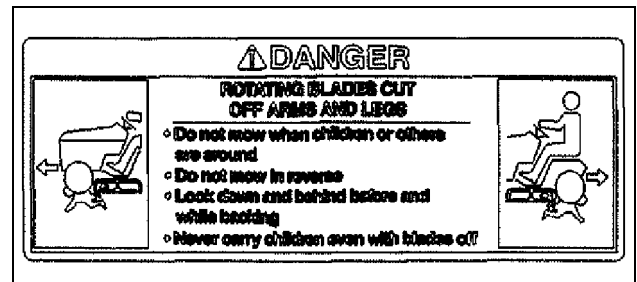 DANGER
ROTATING BLADES CUT
OFF ARMS AND LEGS
Do not mow when children or others
are around
Do not mow in reverse
Look down and behind before and
while backing
Never carry children even with blades off